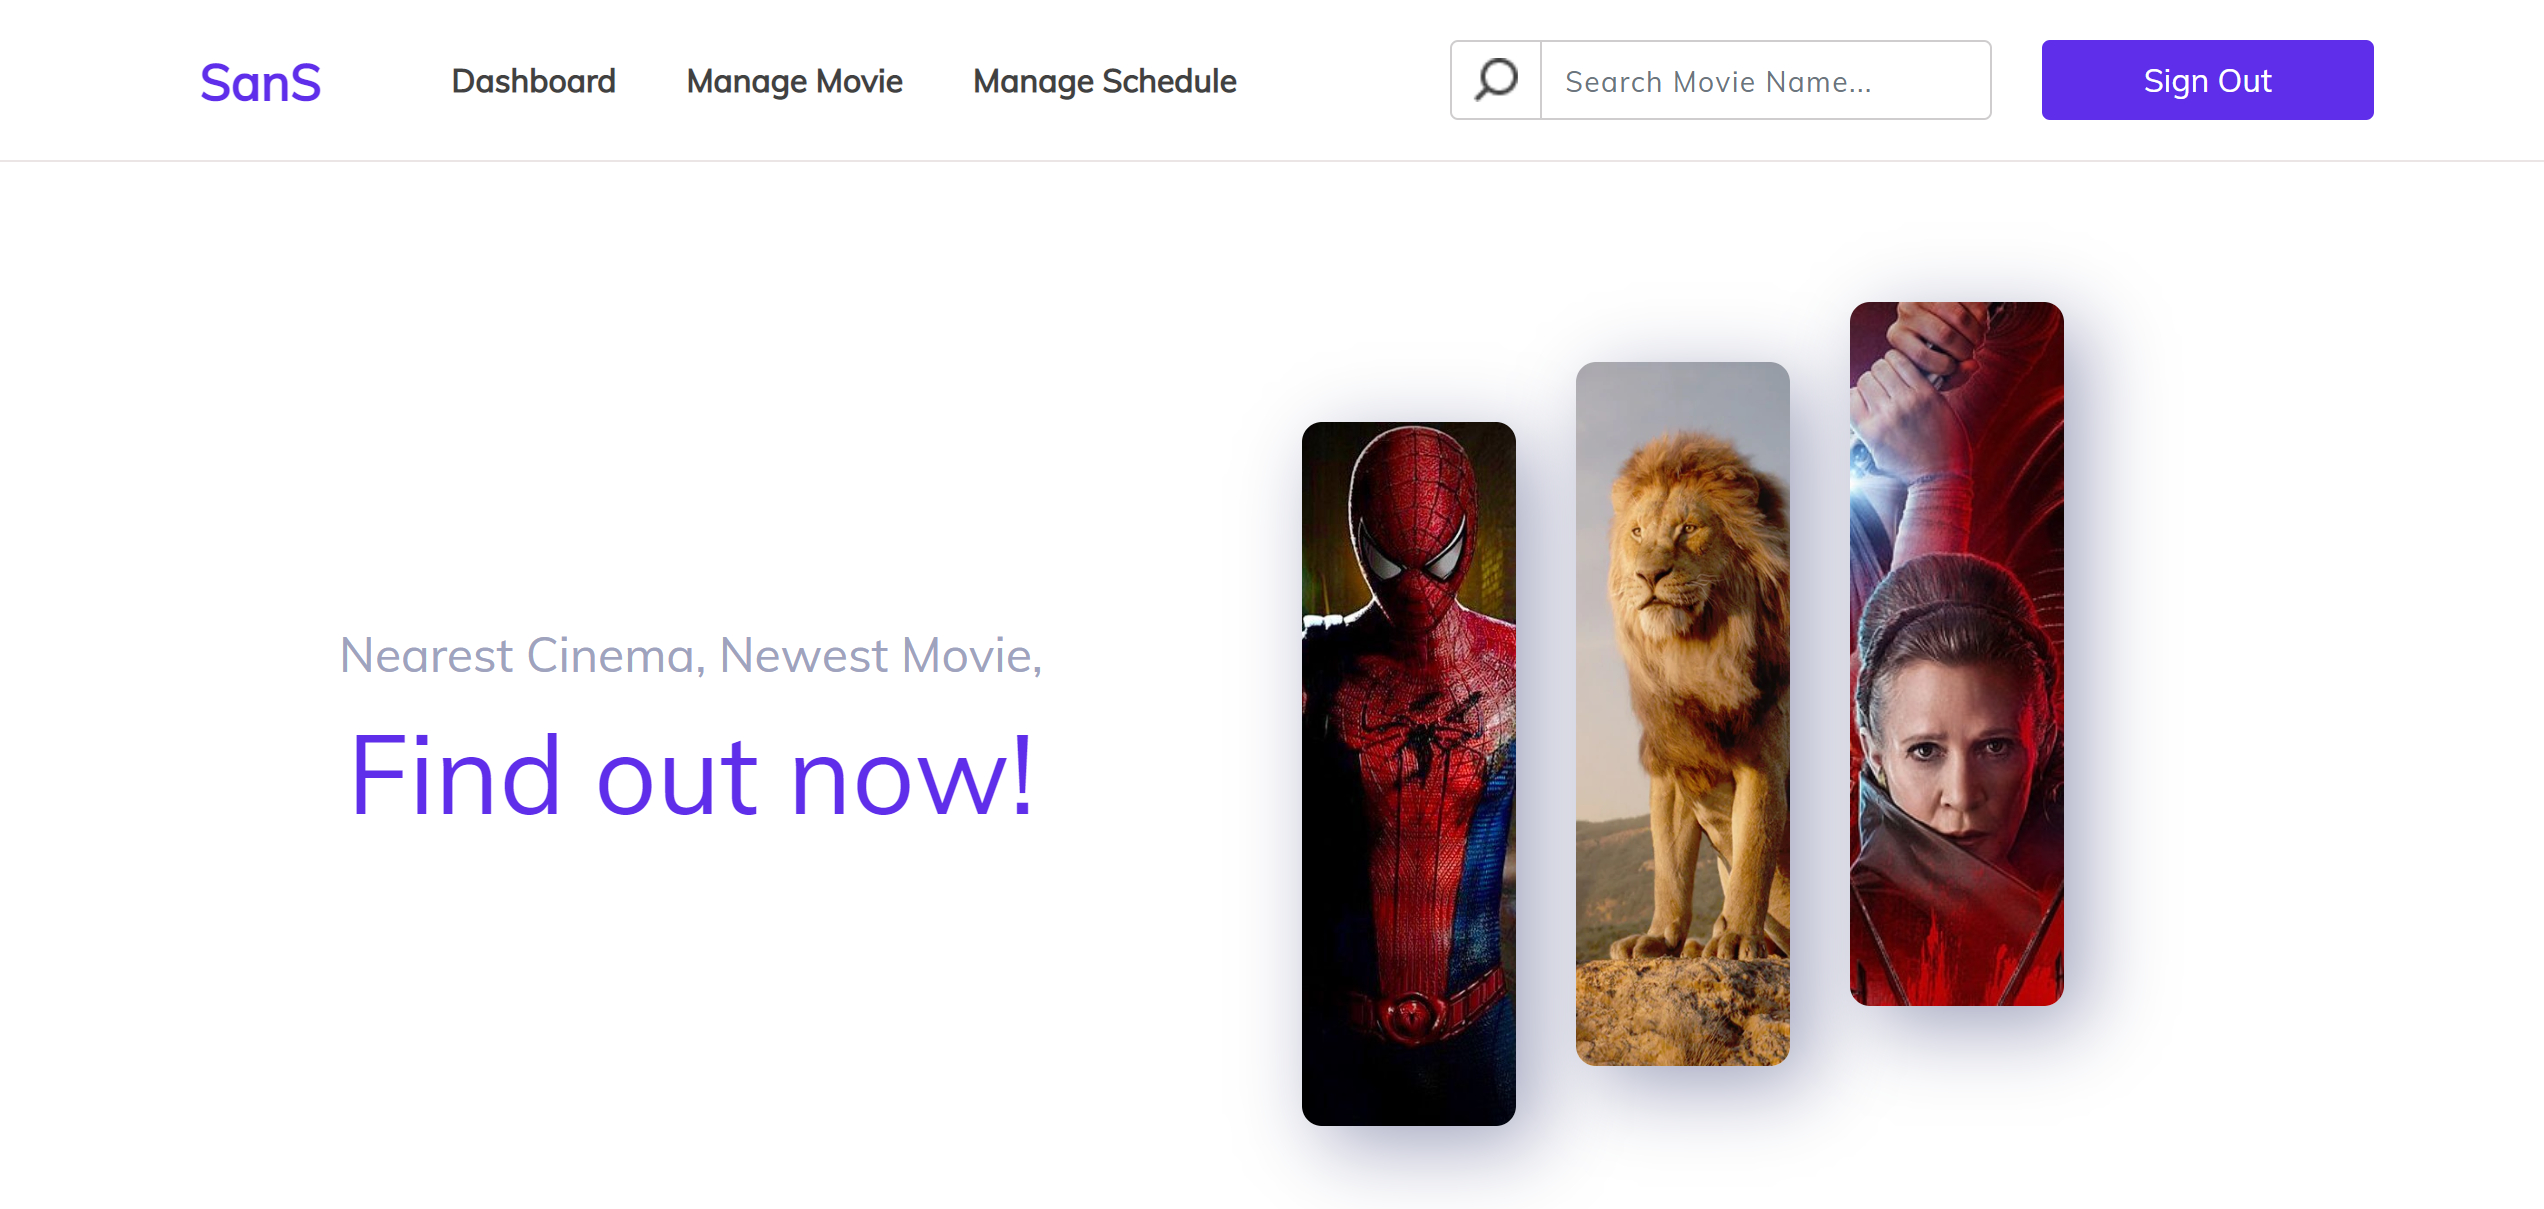 SanS
Dashboard
Manage Movie
Manage Schedule
Search Movie Name...
Sign Out
Nearest Cinema, Newest Movie,
Find out now!